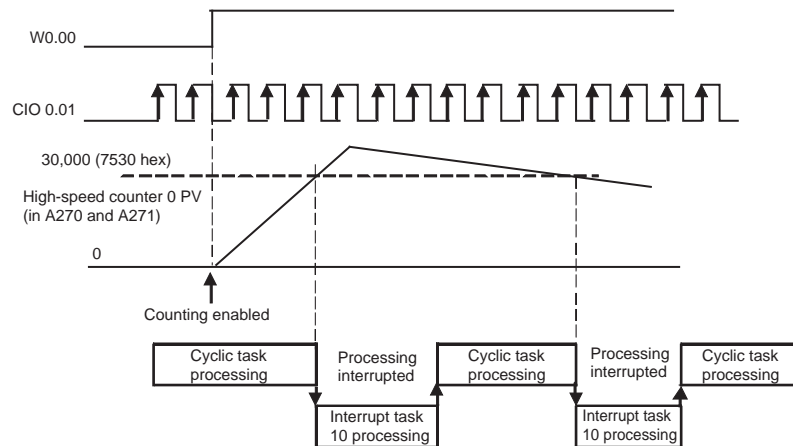 W0.00
CIO 0.01
30,000 (7530 hex)
High-speed counter 0 PV
(in A270 and A271)
0
Counting enabled
Cyclic task
processing
Processing
interrupted
Cyclic task
processing
Processing
interrupted
Cyclic task
processing
Interrupt task
10 processing
Interrupt task
10 processing